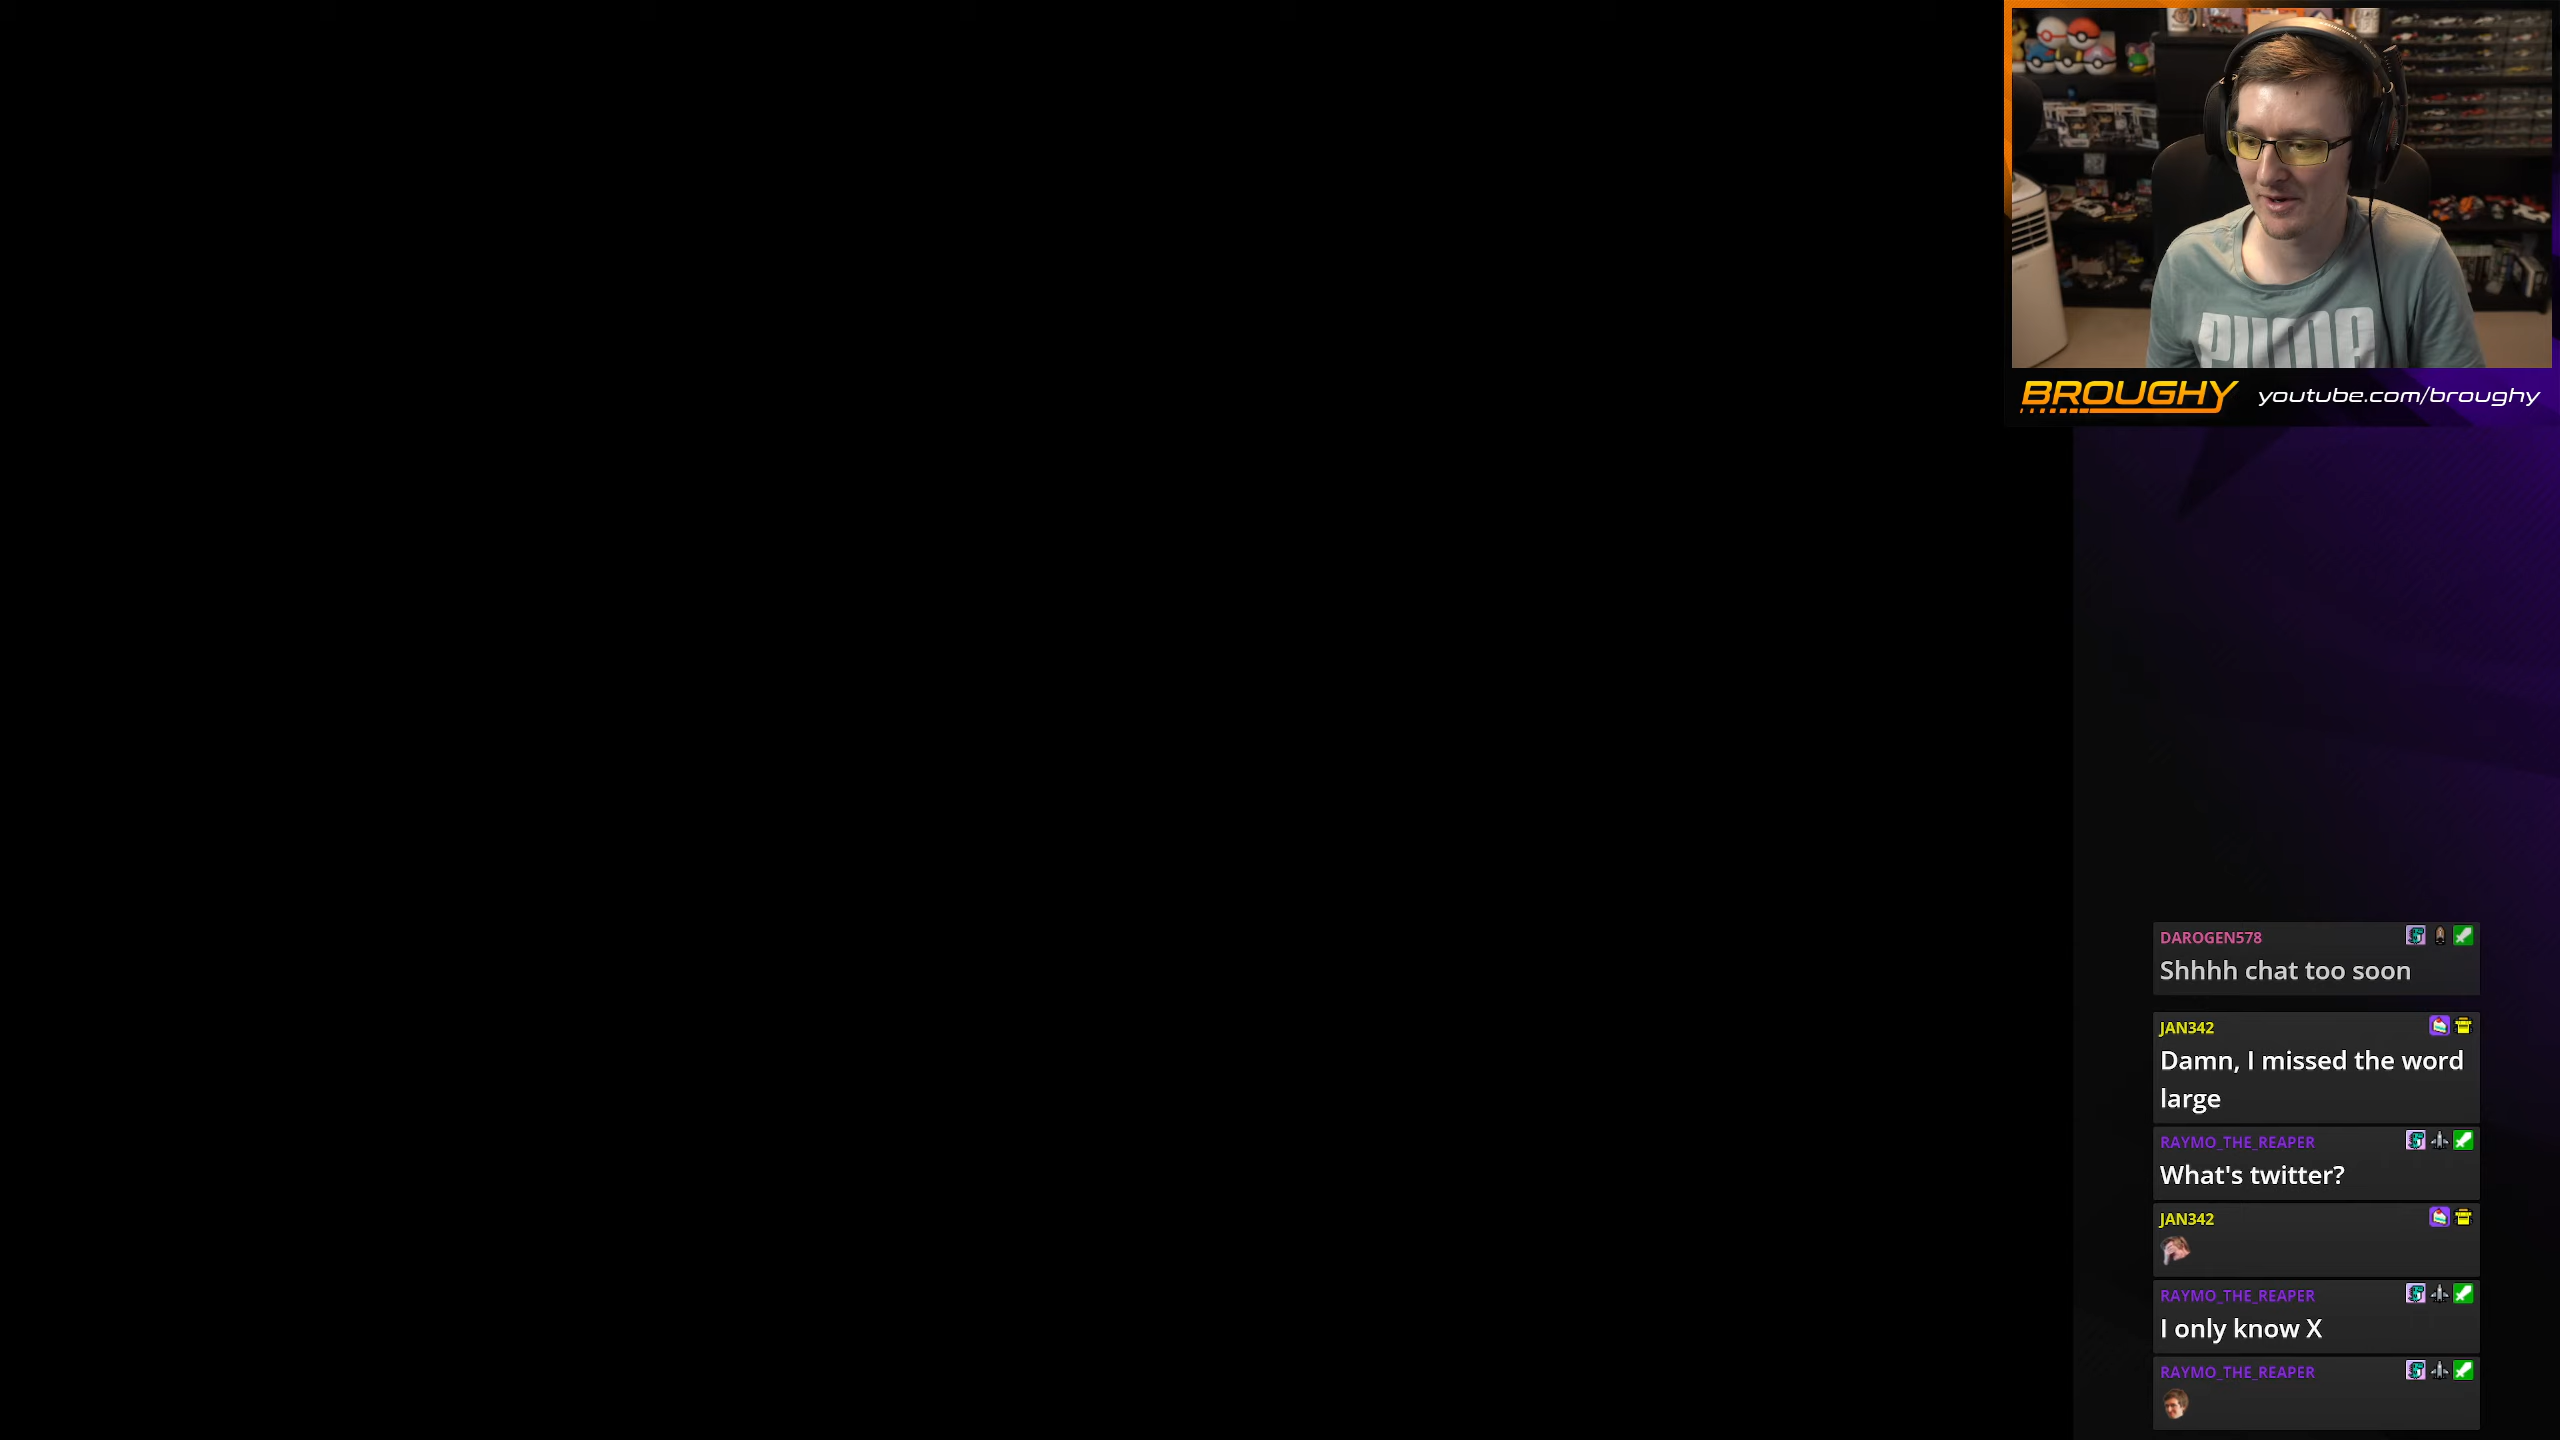 PUMA
BROUGHY youtube.com/broughy
DAROGEN578
Shhhh chat too soon
JAN342
Damn, I missed the word
large
RAYMO_THE_REAPER
What's twitter?
JAN342
RAYMO_THE_REAPER
I only know X
RAYMO_THE_REAPER